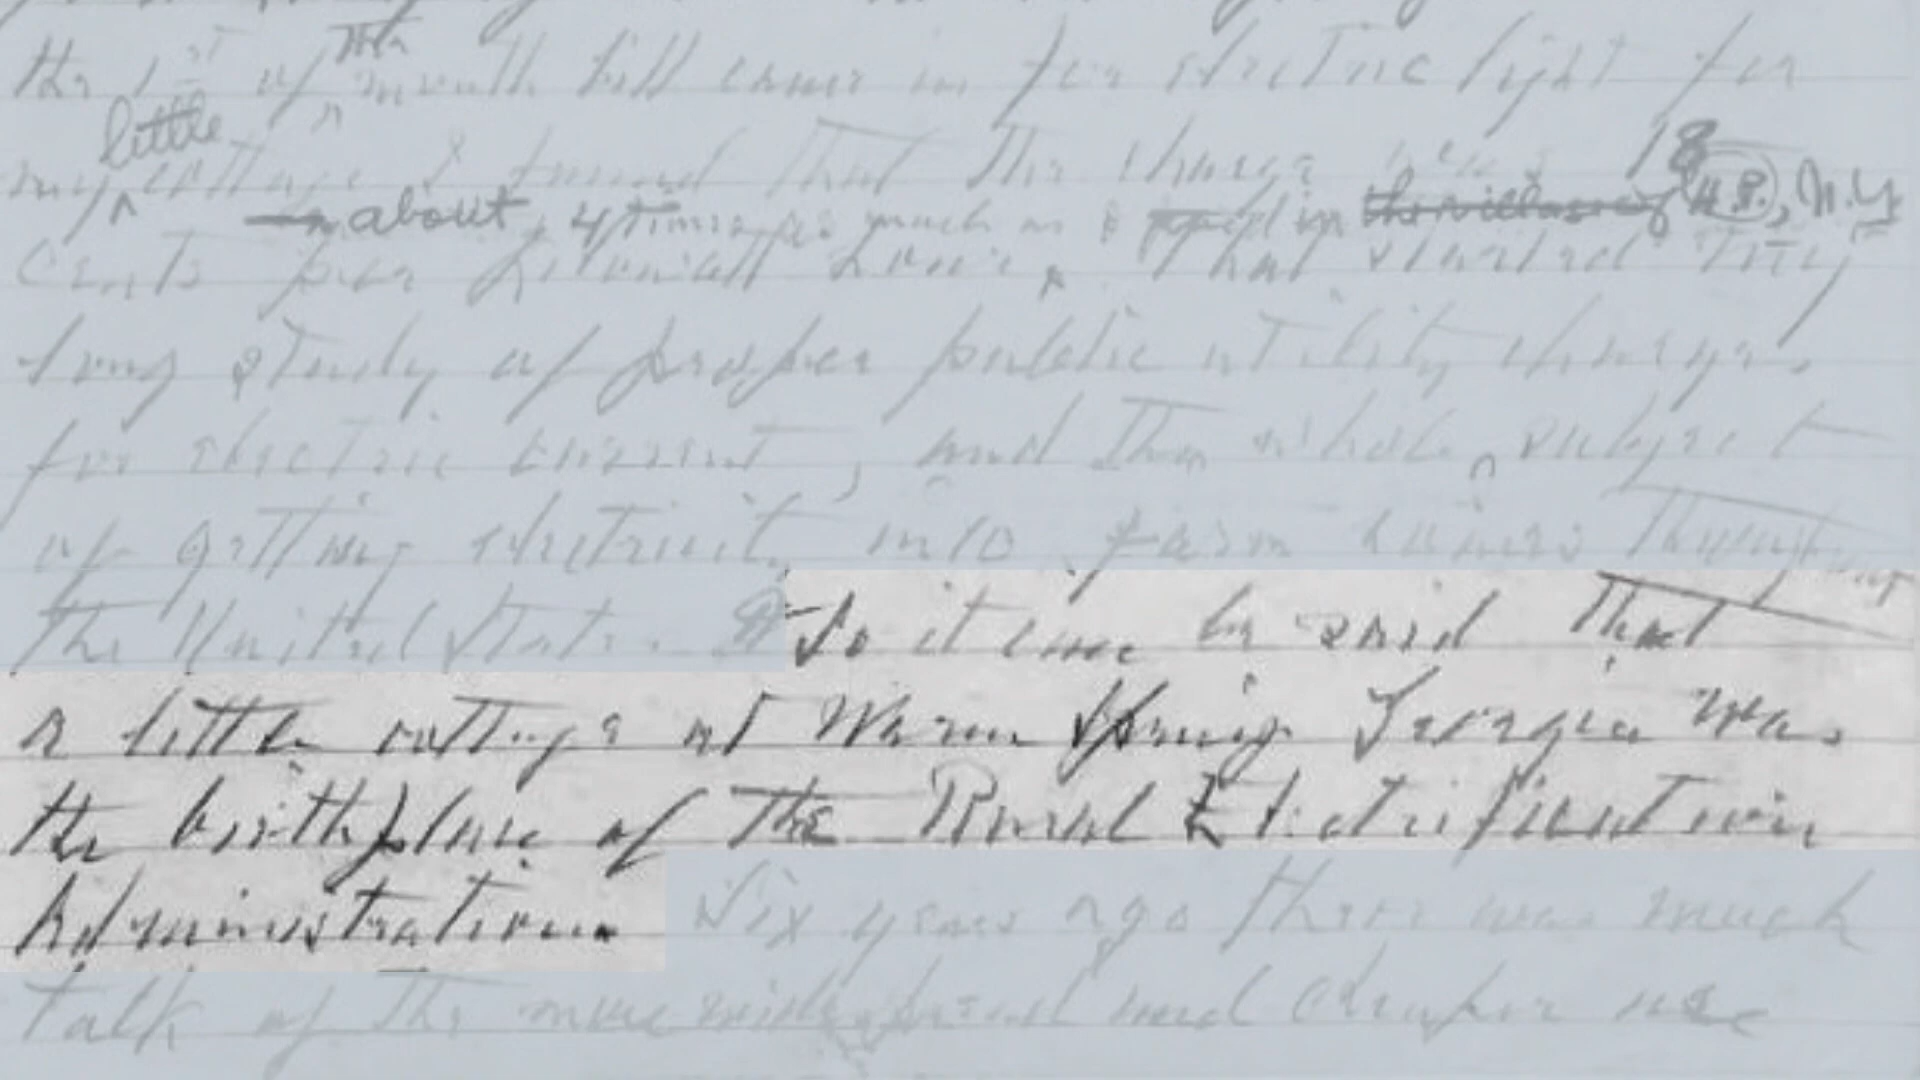 the 1st of the month bill came in for electric light for
my little cottage I found that the charge was 18
about 4 times as much as I paid in the village of H.P., N.Y.
cents per kilowatt hour. That started my
long study of proper public utility charges
for electric current, and the whole subject
of getting electricity into farm homes throughout
the United States. So it can be said that
a little cottage at Warm Springs Georgia was
the birthplace of the Rural Electrification
Administration.  Six years ago there was much
talk of the more widespread and cheaper use